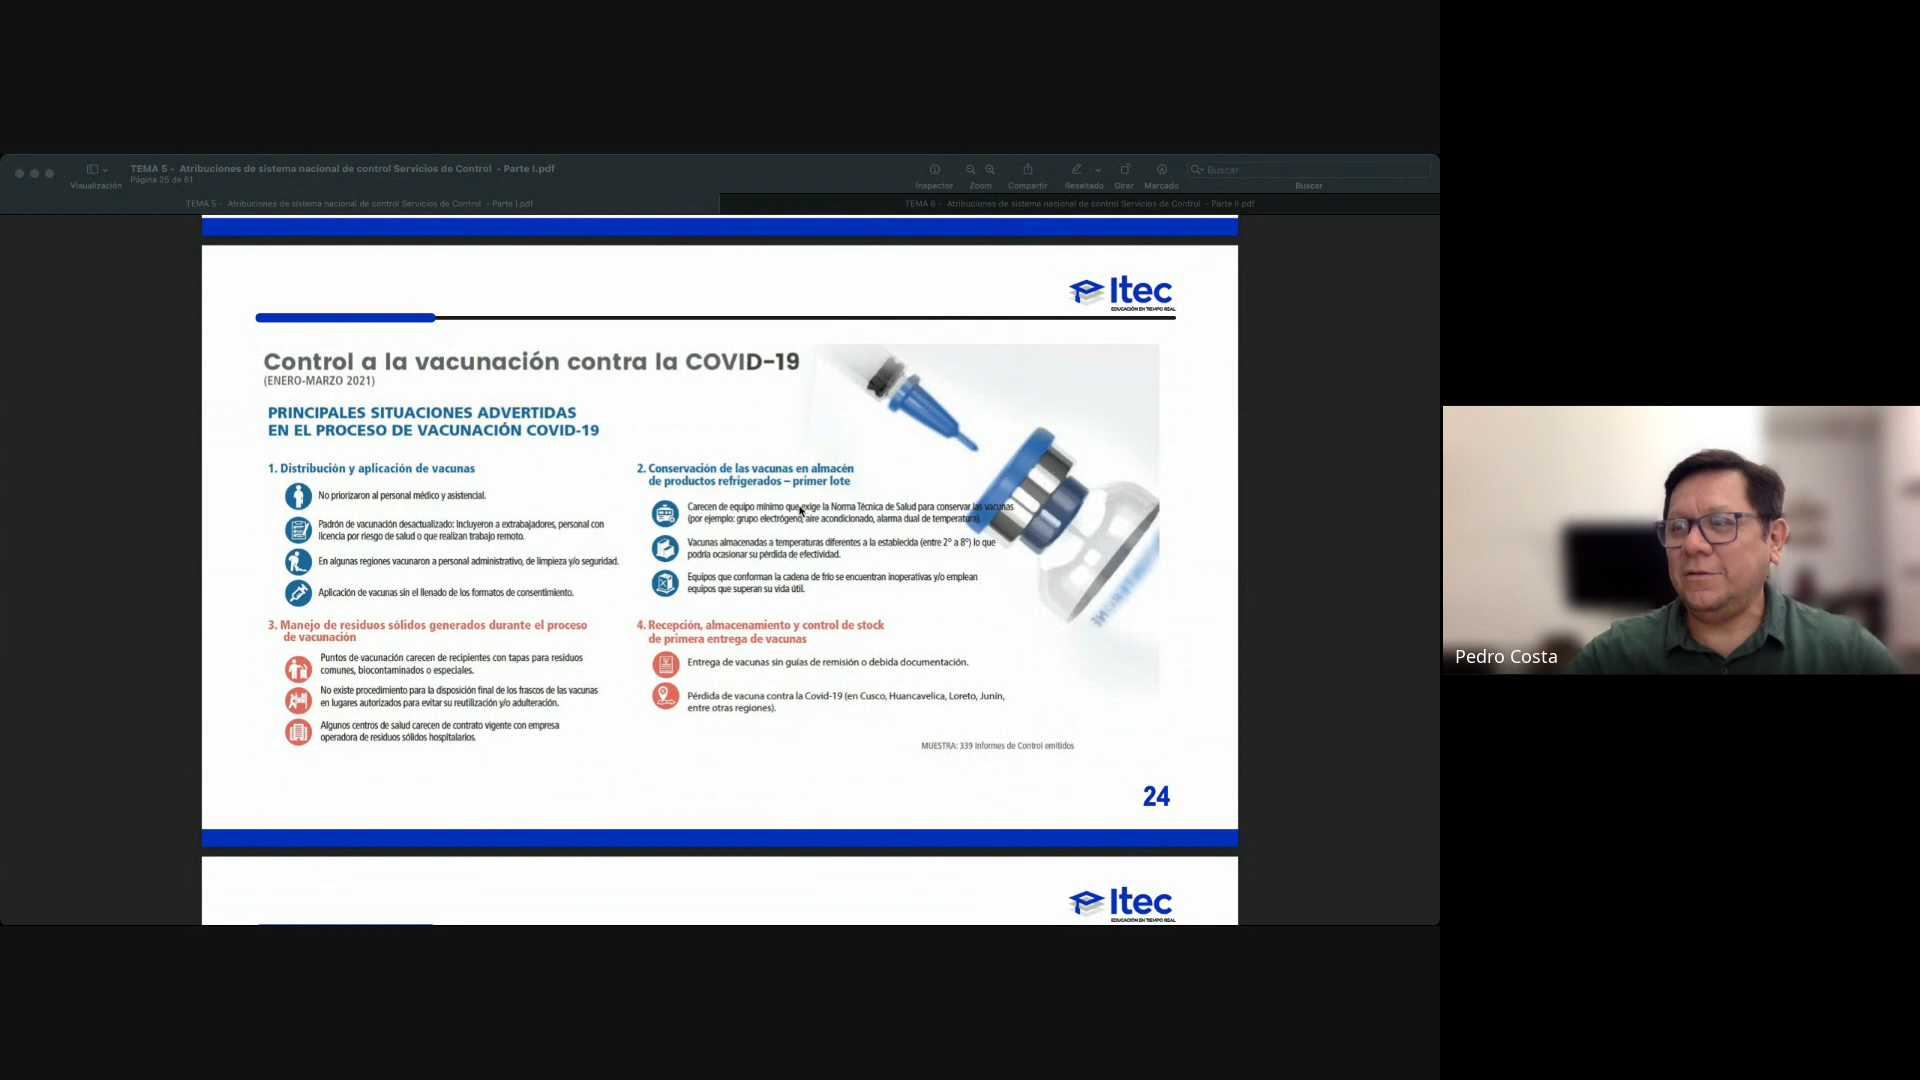 TEMA 5 - Atribuciones de sistema nacional de control Servicios de Control - Parte I.pdf
Página 25 de 61
Visualización
Inspector
Zoom
Compartir
Resaltado
Girar
Marcado
Buscar
Buscar
TEMA 5 - Atribuciones de sistema nacional de control Servicios de Control - Parte I.pdf
TEMA 6 - Atribuciones de sistema nacional de control Servicios de Control - Parte II.pdf
Itec
EDUCACIÓN EN TIEMPO REAL
Control a la vacunación contra la COVID-19
(ENERO-MARZO 2021)
PRINCIPALES SITUACIONES ADVERTIDAS
EN EL PROCESO DE VACUNACIÓN COVID-19
1. Distribución y aplicación de vacunas
No priorizaron al personal médico y asistencial.
Padrón de vacunación desactualizado: Incluyeron a extrabajadores, personal con
licencia por riesgo de salud o que realizan trabajo remoto.
En algunas regiones vacunaron a personal administrativo, de limpieza y/o seguridad.
Aplicación de vacunas sin el llenado de los formatos de consentimiento.
2. Conservación de las vacunas en almacén
de productos refrigerados – primer lote
Carecen de equipo mínimo que exige la Norma Técnica de Salud para conservar las vacunas
(por ejemplo: grupo electrógeno, aire acondicionado, alarma dual de temperatura).
Vacunas almacenadas a temperaturas diferentes a la establecida (entre 2° a 8°) lo que
podría ocasionar su pérdida de efectividad.
Equipos que conforman la cadena de frío se encuentran inoperativas y/o emplean
equipos que superan su vida útil.
3. Manejo de residuos sólidos generados durante el proceso
de vacunación
Puntos de vacunación carecen de recipientes con tapas para residuos
comunes, biocontaminados o especiales.
No existe procedimiento para la disposición final de los frascos de las vacunas
en lugares autorizados para evitar su reutilización y/o adulteración.
Algunos centros de salud carecen de contrato vigente con empresa
operadora de residuos sólidos hospitalarios.
4. Recepción, almacenamiento y control de stock
de primera entrega de vacunas
Entrega de vacunas sin guías de remisión o debida documentación.
Pérdida de vacuna contra la Covid-19 (en Cusco, Huancavelica, Loreto, Junín,
entre otras regiones).
MUESTRA: 339 Informes de Control emitidos
24
Itec
EDUCACIÓN EN TIEMPO REAL
Pedro Costa